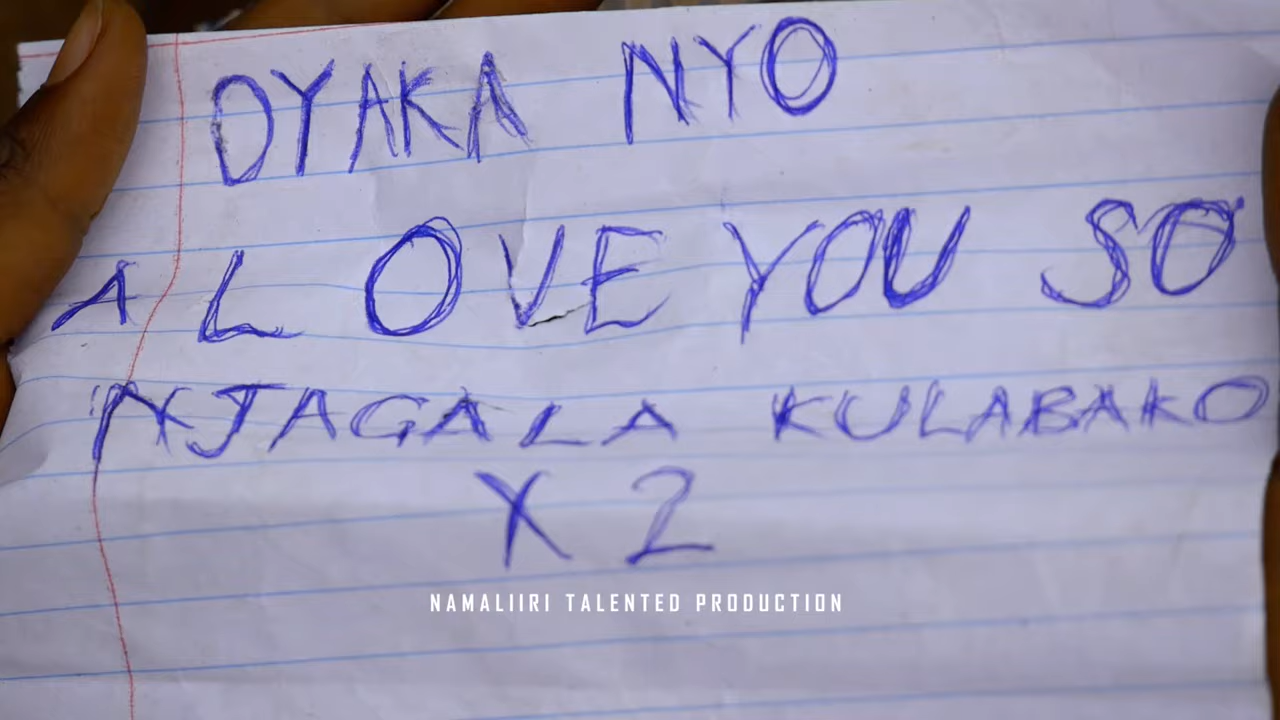 OYAKA NYO
A LOVE YOU SO
NJAGALA KULABAKO
X 2
NAMALIIRI TALENTED PRODUCTION